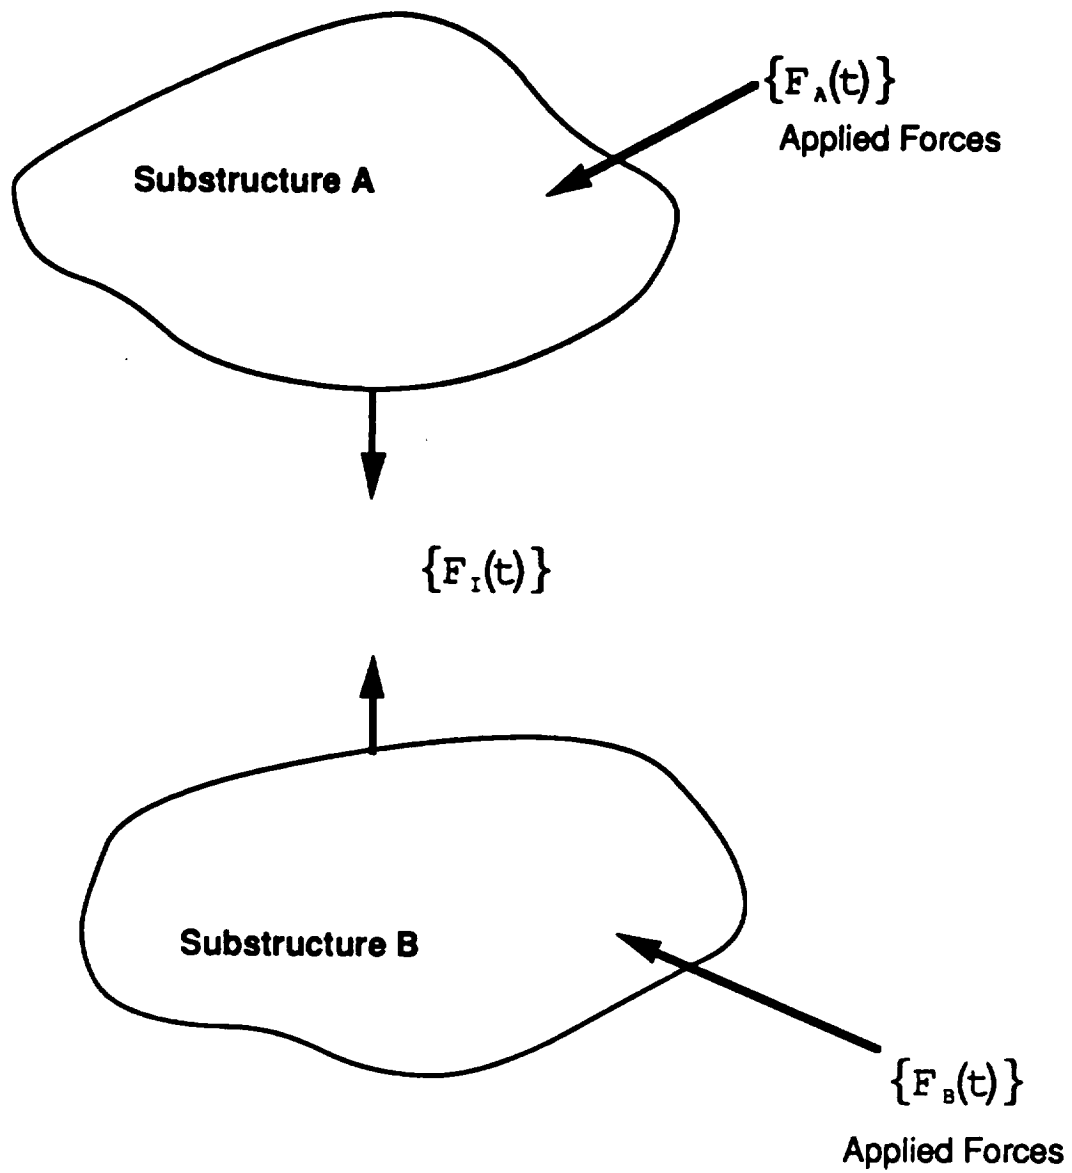 {F_A(t)}
Applied Forces
Substructure A
{F_I(t)}
Substructure B
{F_B(t)}
Applied Forces